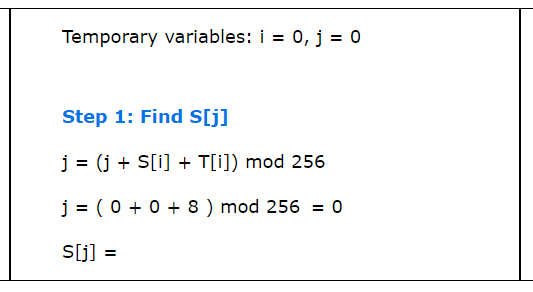 Temporary variables: i = 0, j = 0
Step 1: Find S[j]
j = (j + S[i] + T[i]) mod 256
j = ( 0 + 0 + 8 ) mod 256  = 0
S[j] =